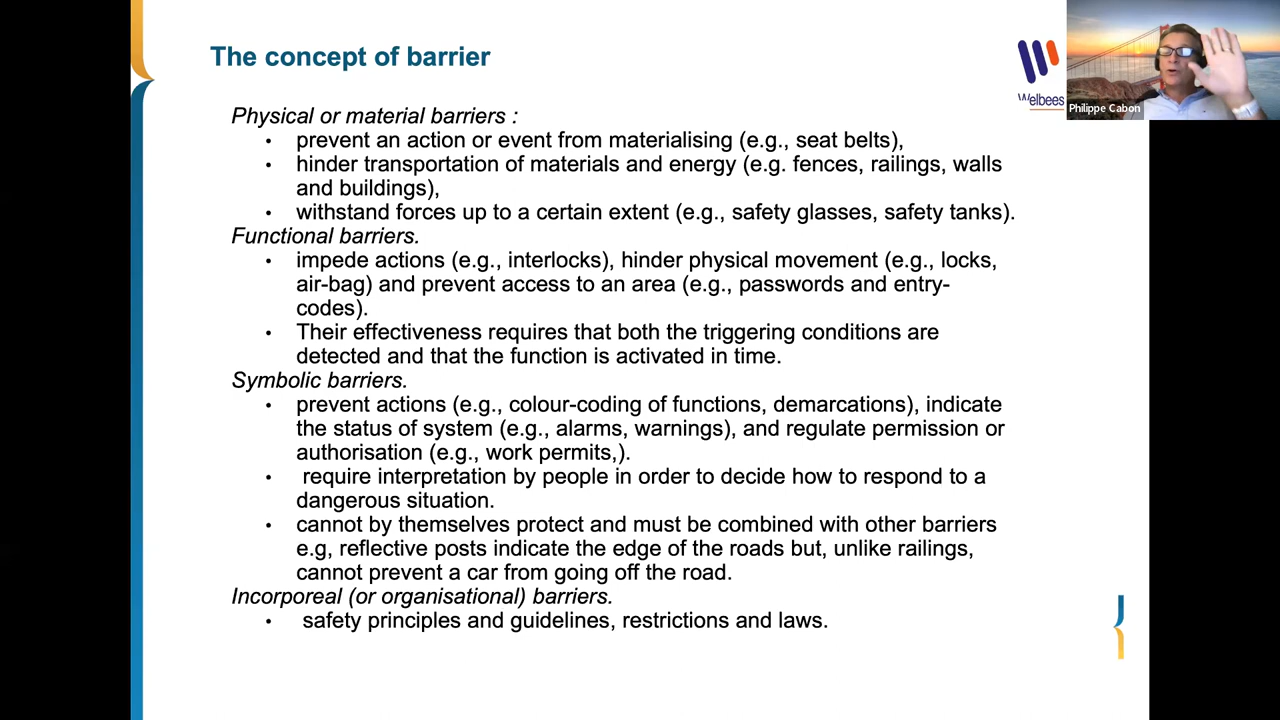 The concept of barrier
Welbees
Philippe Cabon
Physical or material barriers :
• prevent an action or event from materialising (e.g., seat belts),
• hinder transportation of materials and energy (e.g. fences, railings, walls
and buildings),
• withstand forces up to a certain extent (e.g., safety glasses, safety tanks).
Functional barriers.
• impede actions (e.g., interlocks), hinder physical movement (e.g., locks,
air-bag) and prevent access to an area (e.g., passwords and entry-
codes).
• Their effectiveness requires that both the triggering conditions are
detected and that the function is activated in time.
Symbolic barriers.
• prevent actions (e.g., colour-coding of functions, demarcations), indicate
the status of system (e.g., alarms, warnings), and regulate permission or
authorisation (e.g., work permits,).
• require interpretation by people in order to decide how to respond to a
dangerous situation.
• cannot by themselves protect and must be combined with other barriers
e.g, reflective posts indicate the edge of the roads but, unlike railings,
cannot prevent a car from going off the road.
Incorporeal (or organisational) barriers.
• safety principles and guidelines, restrictions and laws.